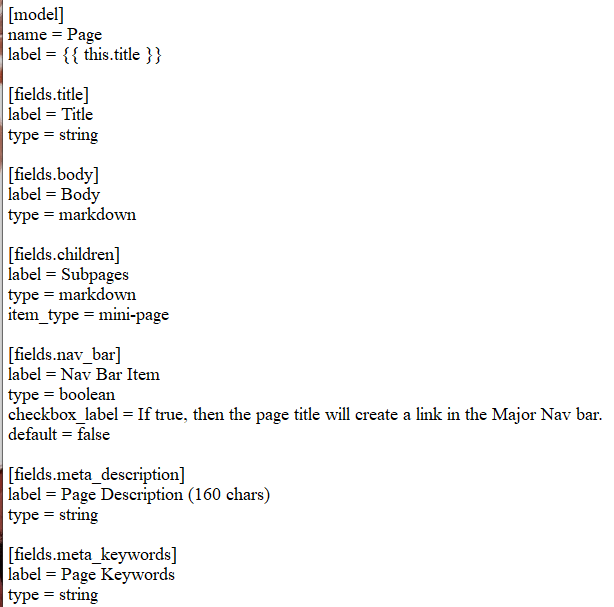 [model]
name = Page
label = {{ this.title }}
[fields.title]
label = Title
type = string
[fields.body]
label = Body
type = markdown
[fields.children]
label = Subpages
type = markdown
item_type = mini-page
[fields.nav_bar]
label = Nav Bar Item
type = boolean
checkbox_label = If true, then the page title will create a link in the Major Nav bar.
default = false
[fields.meta_description]
label = Page Description (160 chars)
type = string
[fields.meta_keywords]
label = Page Keywords
type = string